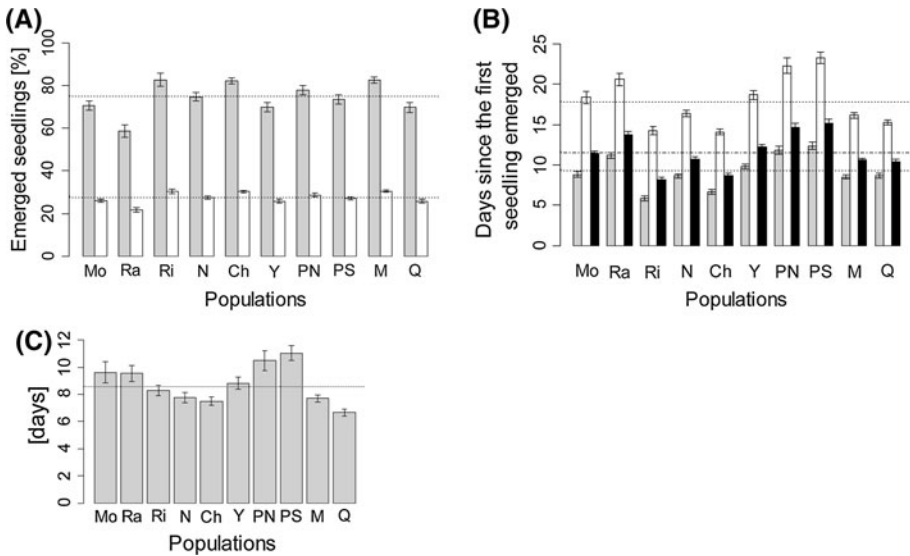 (A)
Emerged seedlings [%]
100
80
60
40
20
0
Mo Ra Ri N Ch Y PN PS M Q
Populations
(B)
Days since the first
seedling emerged
25
20
15
10
5
0
Mo Ra Ri N Ch Y PN PS M Q
Populations
(C)
[days]
12
10
8
6
4
2
0
Mo Ra Ri N Ch Y PN PS M Q
Populations